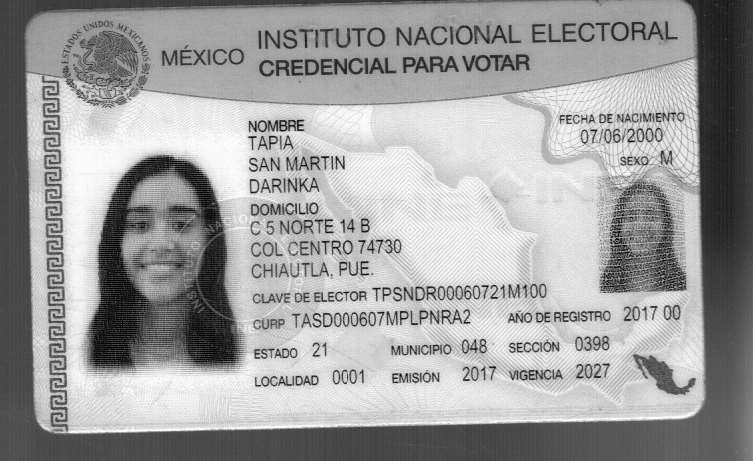 ESTADOS UNIDOS MEXICANOS
MÉXICO INSTITUTO NACIONAL ELECTORAL
CREDENCIAL PARA VOTAR
NOMBRE
TAPIA
SAN MARTIN
DARINKA
FECHA DE NACIMIENTO
07/06/2000
SEXO M
DOMICILIO
C 5 NORTE 14 B
COL CENTRO 74730
CHIAUTLA, PUE.
CLAVE DE ELECTOR TPSNDR00060721M100
CURP TASD000607MPLPNRA2 AÑO DE REGISTRO 2017 00
ESTADO 21 MUNICIPIO 048 SECCIÓN 0398
LOCALIDAD 0001 EMISIÓN 2017 VIGENCIA 2027